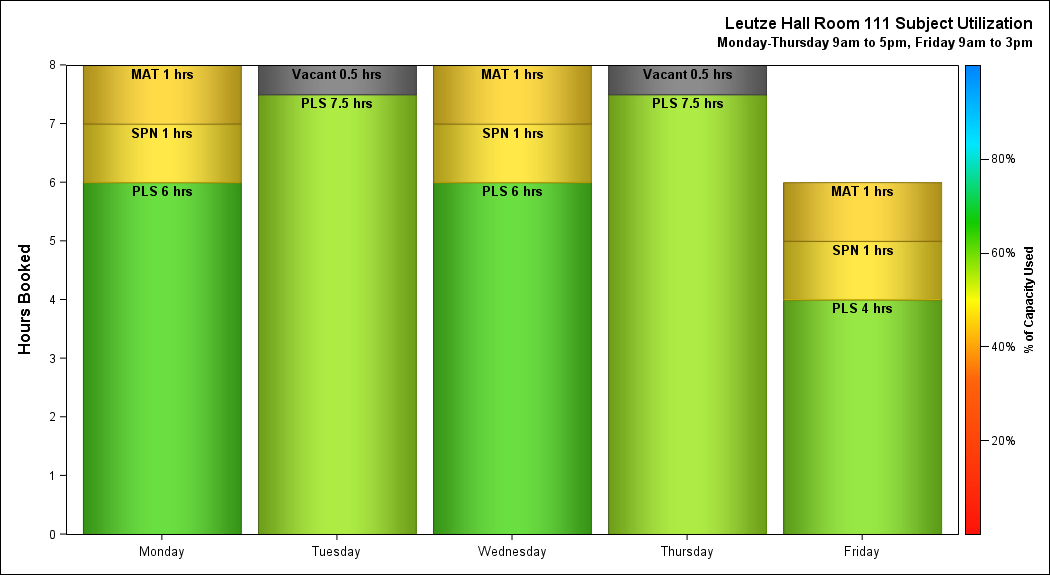 Leutze Hall Room 111 Subject Utilization
Monday-Thursday 9am to 5pm, Friday 9am to 3pm
Hours Booked
8
7
6
5
4
3
2
1
0
MAT 1 hrs
SPN 1 hrs
PLS 6 hrs
Vacant 0.5 hrs
PLS 7.5 hrs
MAT 1 hrs
SPN 1 hrs
PLS 6 hrs
Vacant 0.5 hrs
PLS 7.5 hrs
MAT 1 hrs
SPN 1 hrs
PLS 4 hrs
Monday
Tuesday
Wednesday
Thursday
Friday
80%
60%
40%
20%
% of Capacity Used